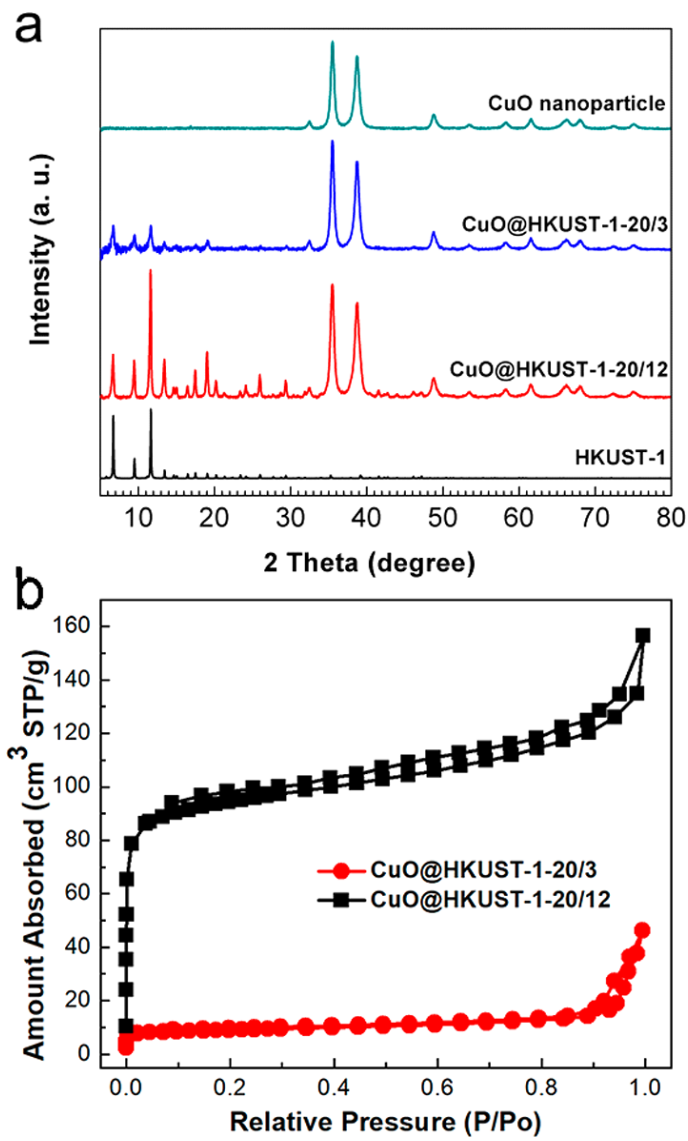 a
CuO nanoparticle
CuO@HKUST-1-20/3
CuO@HKUST-1-20/12
HKUST-1
Intensity (a. u.)
10 20 30 40 50 60 70 80
2 Theta (degree)
b
160
140
120
100
80
60
40
20
0
Amount Absorbed (cm³ STP/g)
CuO@HKUST-1-20/3
CuO@HKUST-1-20/12
0.0 0.2 0.4 0.6 0.8 1.0
Relative Pressure (P/Po)